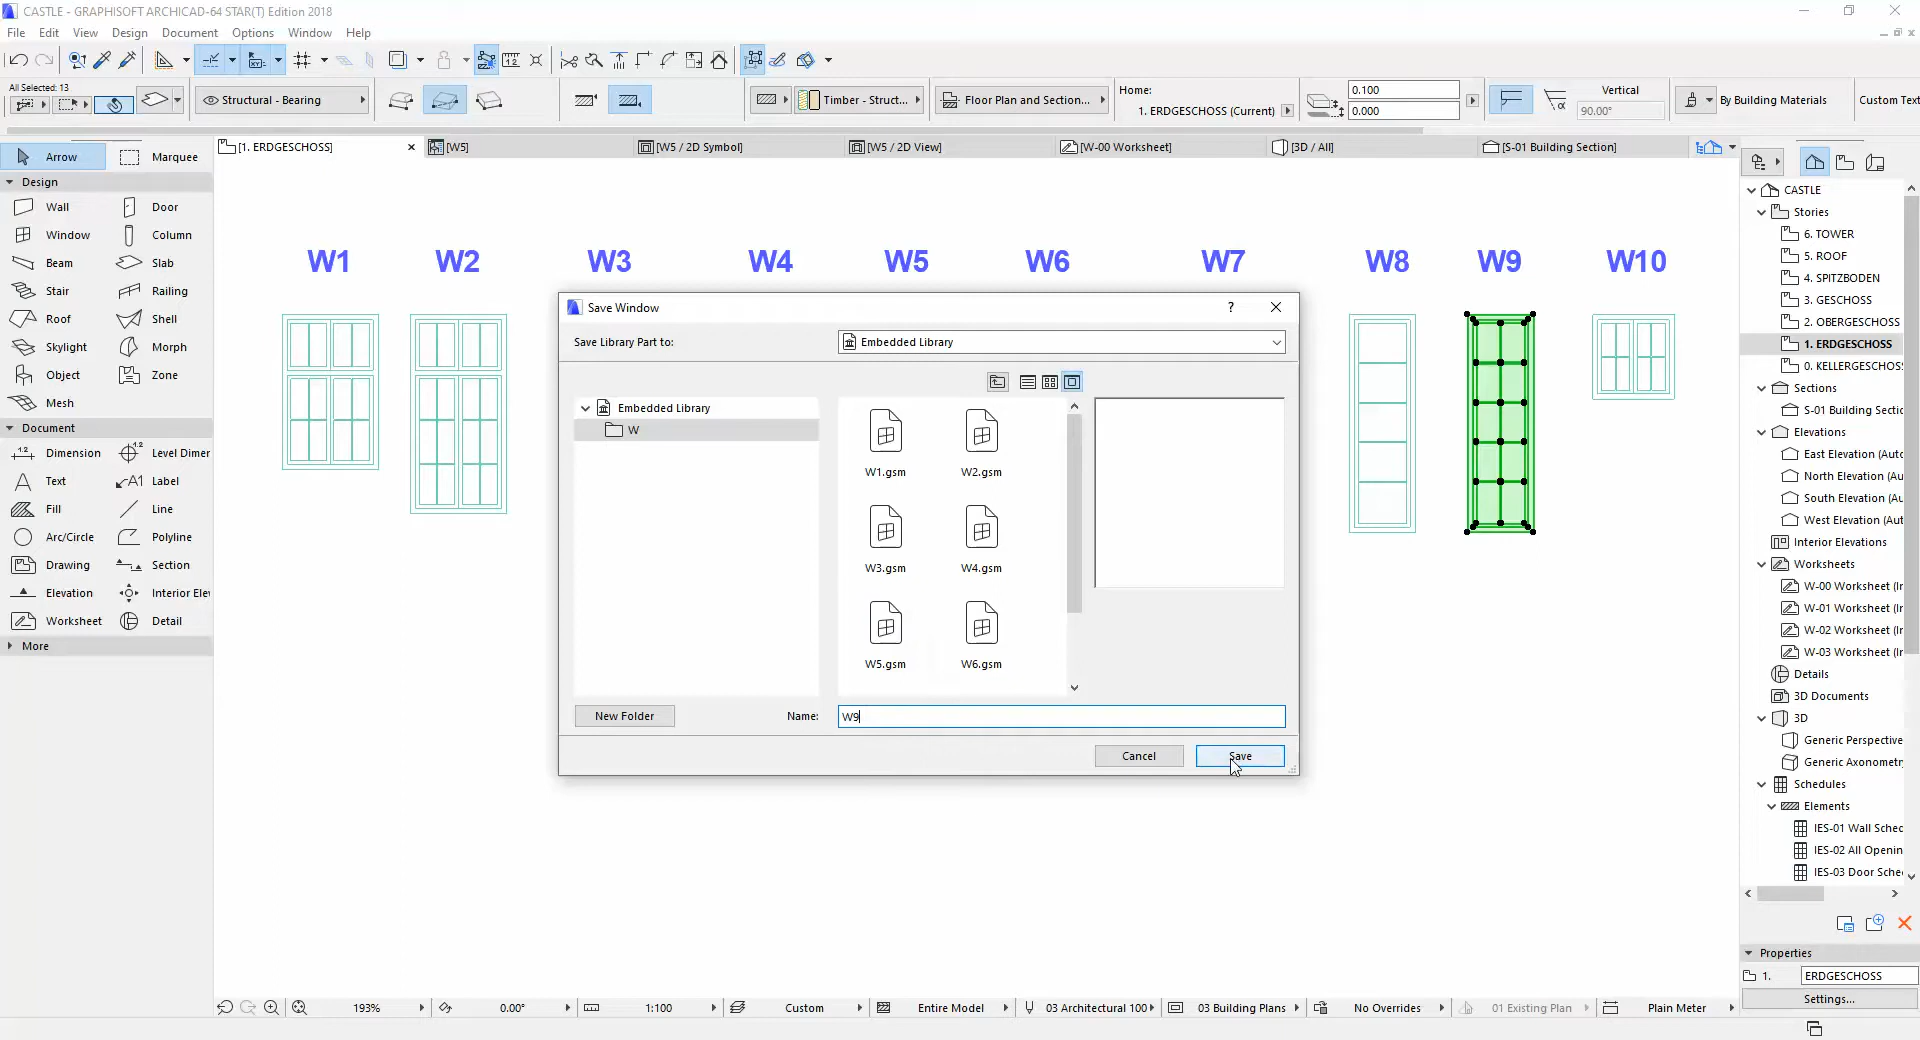 CASTLE - GRAPHISOFT ARCHICAD-64 STAR(T) Edition 2018
File Edit View Design Document Options Window Help
All Selected: 13
Structural - Bearing
Timber - Struct...
Floor Plan and Section...
Home:
1. ERDGESCHOSS (Current)
0.100
0.000
Vertical
90.00°
By Building Materials
Custom Text
[1. ERDGESCHOSS]
[W5]
[W5 / 2D Symbol]
[W5 / 2D View]
[W-00 Worksheet]
[3D / All]
[S-01 Building Section]
Arrow
Marquee
Design
Wall
Door
Window
Column
Beam
Slab
Stair
Railing
Roof
Shell
Skylight
Morph
Object
Zone
Mesh
Document
Dimension
Level Dimer
Text
Label
Fill
Line
Arc/Circle
Polyline
Drawing
Section
Elevation
Interior Ele
Worksheet
Detail
More
W1 W2 W3 W4 W5 W6 W7 W8 W9 W10
Save Window
Save Library Part to:
Embedded Library
Embedded Library
W
W1.gsm
W2.gsm
W3.gsm
W4.gsm
W5.gsm
W6.gsm
New Folder
Name:
W9
Cancel
Save
CASTLE
Stories
6. TOWER
5. ROOF
4. SPITZBODEN
3. GESCHOSS
2. OBERGESCHOSS
1. ERDGESCHOSS
0. KELLERGESCHOS
Sections
S-01 Building Sectio
Elevations
East Elevation (Auto
North Elevation (Au
South Elevation (Au
West Elevation (Aut
Interior Elevations
Worksheets
W-00 Worksheet (Ir
W-01 Worksheet (Ir
W-02 Worksheet (Ir
W-03 Worksheet (Ir
Details
3D Documents
3D
Generic Perspective
Generic Axonometr
Schedules
Elements
IES-01 Wall Sched
IES-02 All Openin
IES-03 Door Sche
Properties
1.
ERDGESCHOSS
Settings...
193%
0.00°
1:100
Custom
Entire Model
03 Architectural 100
03 Building Plans
No Overrides
01 Existing Plan
Plain Meter